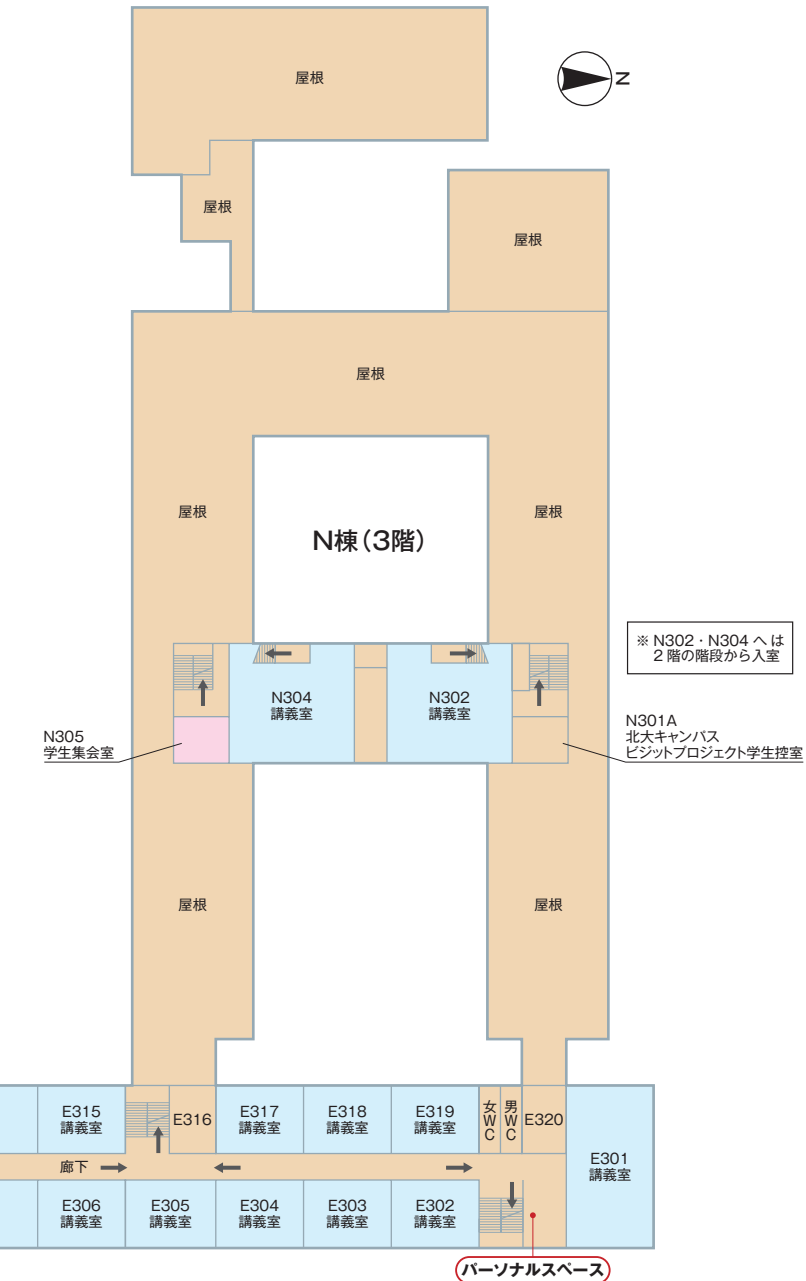 屋根
N
屋根
屋根
屋根
屋根
屋根
N棟（3階）
※ N302・N304 へ は
2 階の階段から入室
N304
講義室
N302
講義室
N305
学生集会室
N301A
北大キャンパス
ビジットプロジェクト学生控室
屋根
屋根
E315
講義室
E316
E317
講義室
E318
講義室
E319
講義室
女WC
男WC
E320
E301
講義室
廊下
E306
講義室
E305
講義室
E304
講義室
E303
講義室
E302
講義室
パーソナルスペース